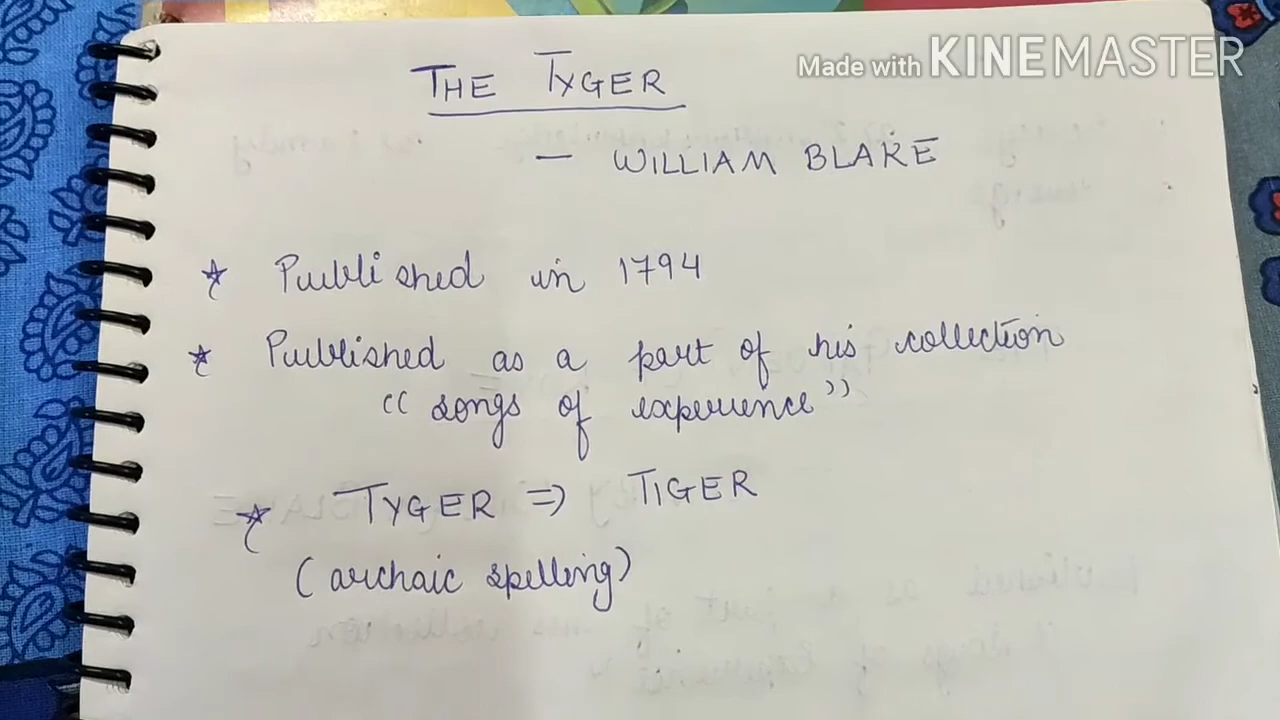 Made with KINEMASTER
THE TYGER
— WILLIAM BLAKE
☆ Published in 1794
☆ Published as a part of his collection
“ songs of experience”
☆ TYGER => TIGER
(archaic spelling)